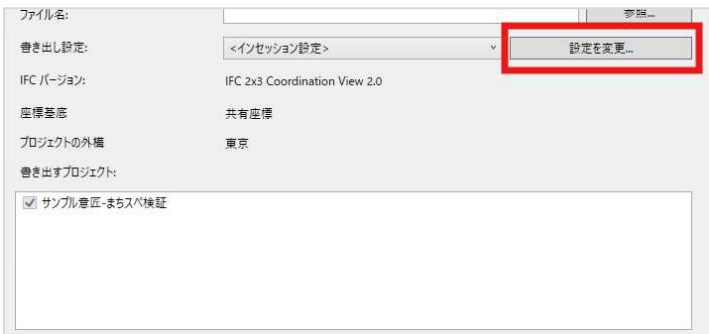 ファイル名: 参照...
書き出し設定: <インセッション設定> 設定を変更...
IFC バージョン: IFC 2x3 Coordination View 2.0
座標基底 共有座標
プロジェクトの外構 東京
書き出すプロジェクト:
サンプル意匠-まちスペ検証